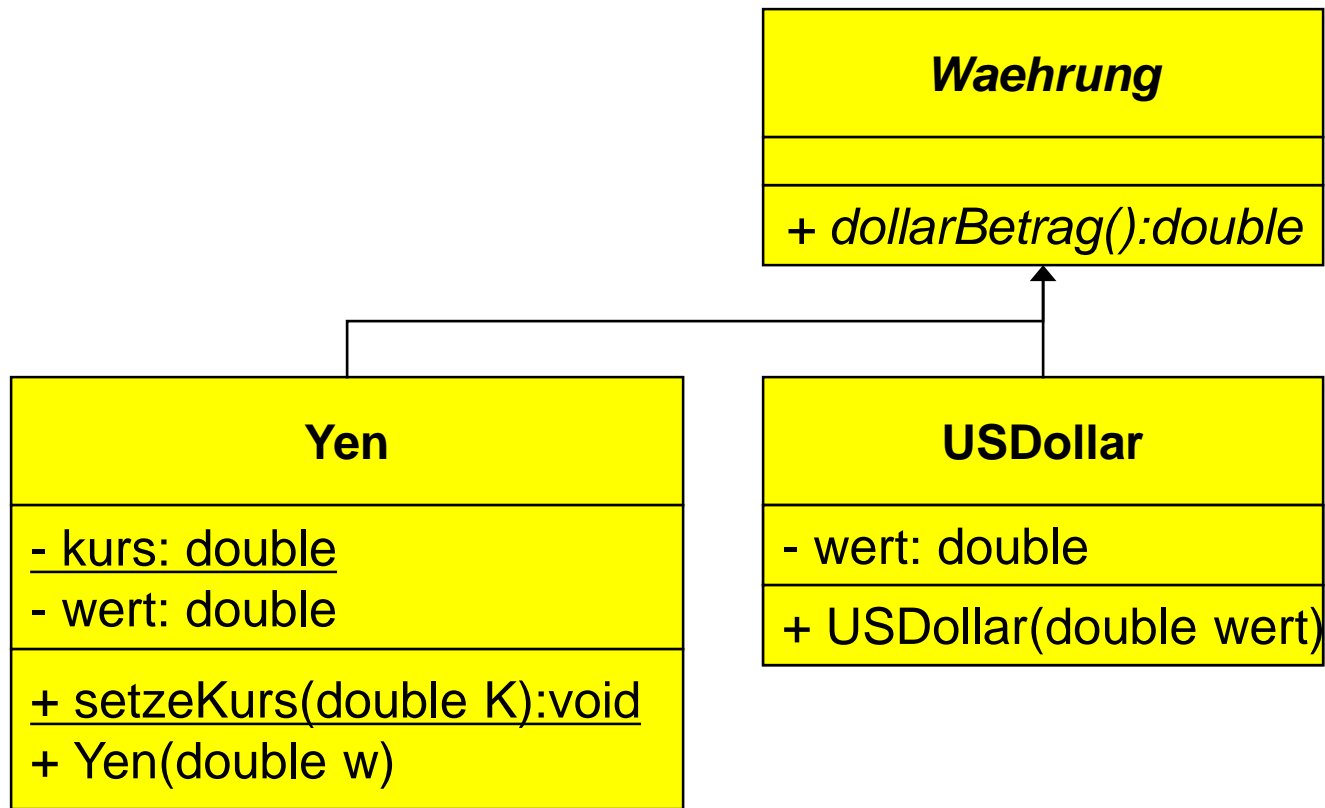 Waehrung
+ dollarBetrag():double
Yen
- kurs: double
- wert: double
+ setzeKurs(double K):void
+ Yen(double w)
USDollar
- wert: double
+ USDollar(double wert)